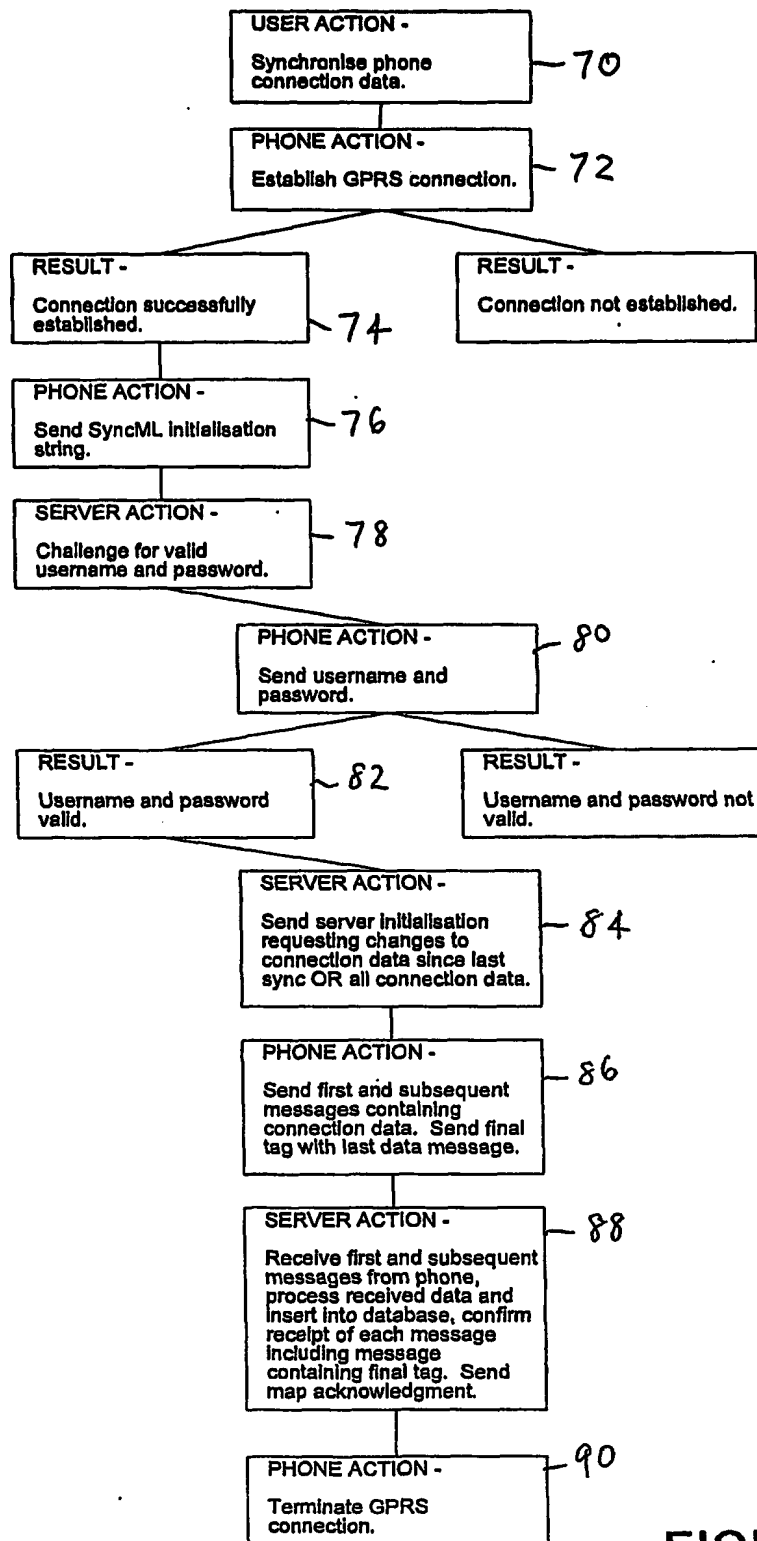 USER ACTION -
Synchronise phone
connection data.
70
PHONE ACTION -
Establish GPRS connection.
72
RESULT -
Connection successfully
established.
74
RESULT -
Connection not established.
PHONE ACTION -
Send SyncML initialisation
string.
76
SERVER ACTION -
Challenge for valid
username and password.
78
PHONE ACTION -
Send username and
password.
80
RESULT -
Username and password
valid.
82
RESULT -
Username and password not
valid.
SERVER ACTION -
Send server initialisation
requesting changes to
connection data since last
sync OR all connection data.
84
PHONE ACTION -
Send first and subsequent
messages containing
connection data. Send final
tag with last data message.
86
SERVER ACTION -
Receive first and subsequent
messages from phone,
process received data and
insert into database, confirm
receipt of each message
including message
containing final tag. Send
map acknowledgment.
88
PHONE ACTION -
Terminate GPRS
connection.
90